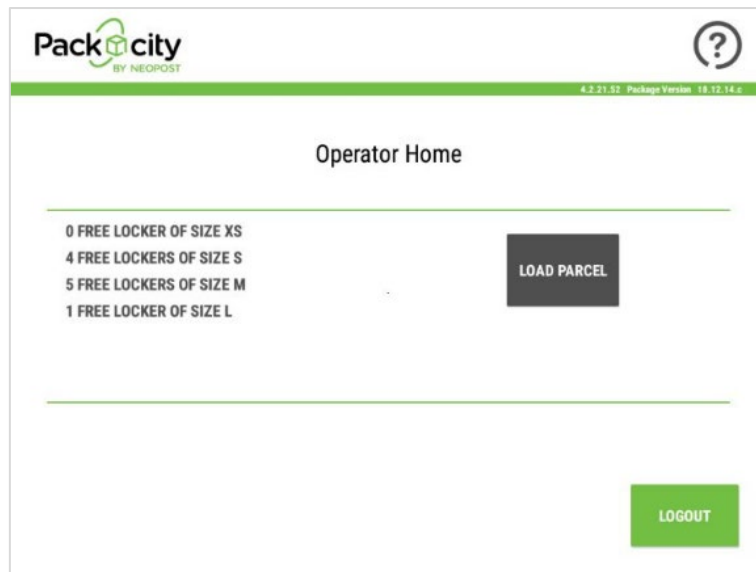 Pack city
BY NEOPOST
?
4.2.21.52 Package Version 18.12.14.c
Operator Home
0 FREE LOCKER OF SIZE XS
4 FREE LOCKERS OF SIZE S
5 FREE LOCKERS OF SIZE M
1 FREE LOCKER OF SIZE L
LOAD PARCEL
LOGOUT